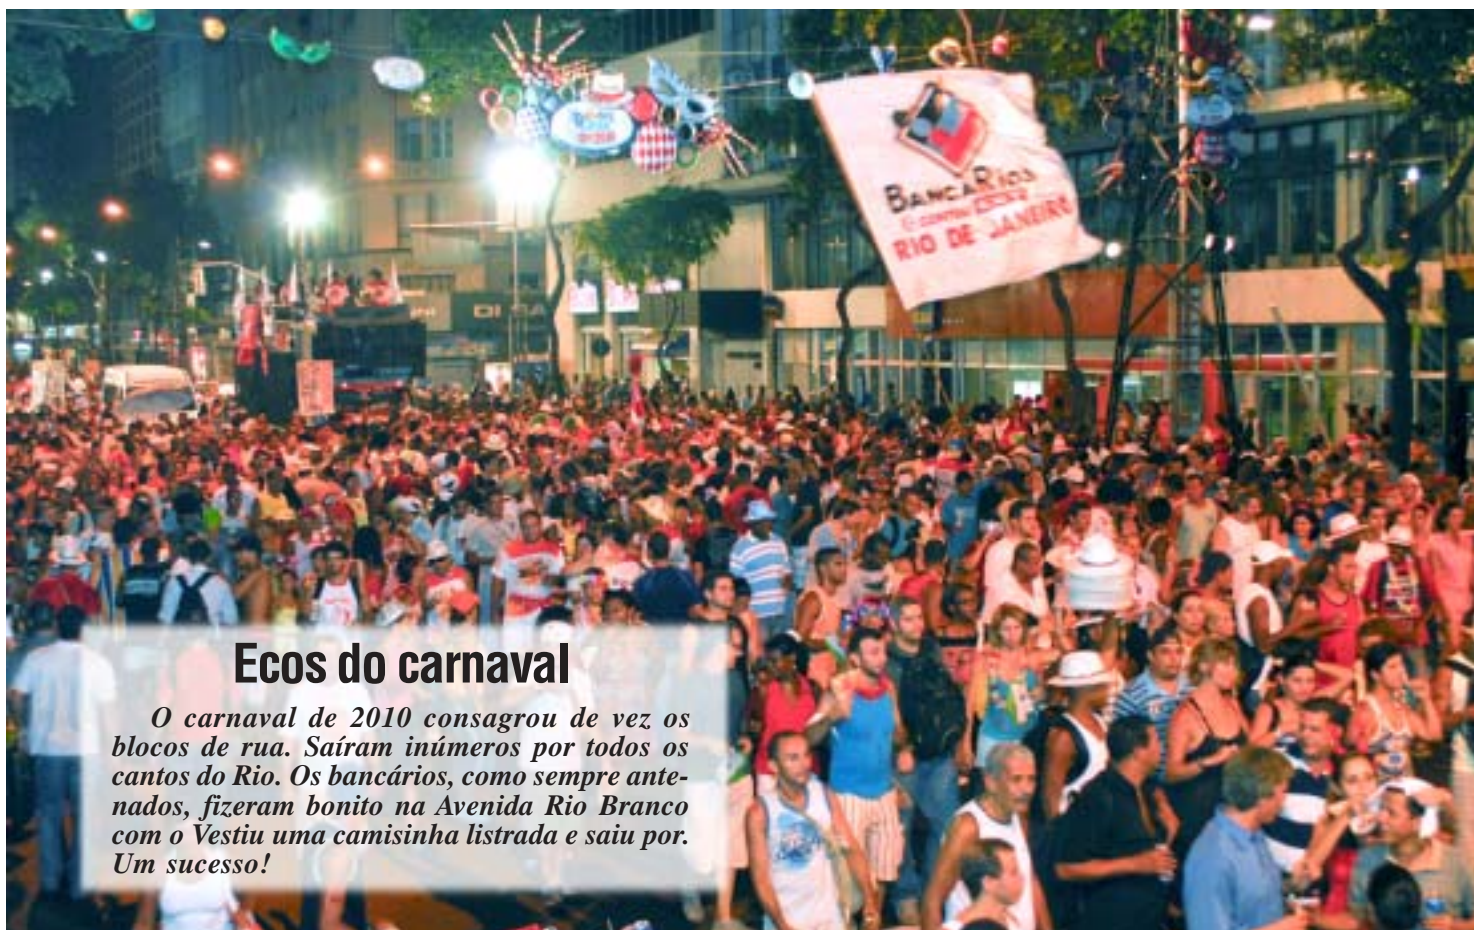 BANCARIOS
RIO DE JANEIRO
Ecos do carnaval
O carnaval de 2010 consagrou de vez os
blocos de rua. Saíram inúmeros por todos os
cantos do Rio. Os bancários, como sempre ante-
nados, fizeram bonito na Avenida Rio Branco
com o Vestiu uma camisinha listrada e saiu por.
Um sucesso!